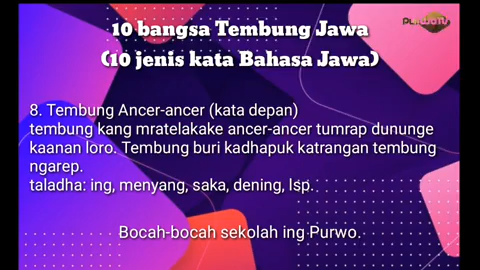 PURWOTV
10 bangsa Tembung Jawa
(10 jenis kata Bahasa Jawa)
8. Tembung Ancer-ancer (kata depan)
tembung kang mratelakake ancer-ancer tumrap dununge
kaanan loro. Tembung buri kadhapuk katrangan tembung
ngarep.
taladha: ing, menyang, saka, dening, lsp.
Bocah-bocah sekolah ing Purwo.